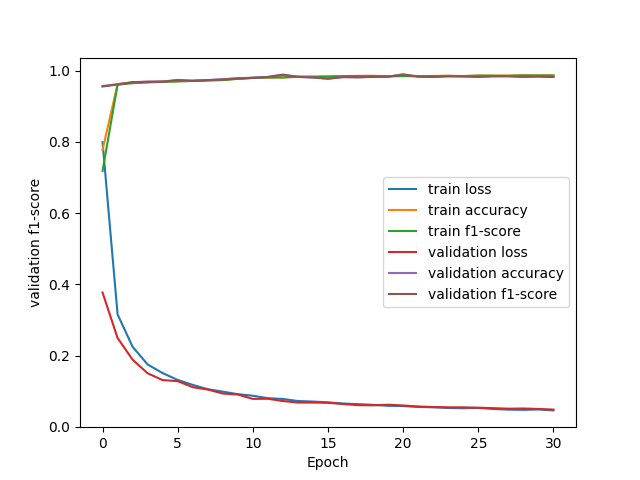 1.0
0.8
0.6
0.4
0.2
0.0
validation f1-score
train loss
train accuracy
train f1-score
validation loss
validation accuracy
validation f1-score
0 5 10 15 20 25 30
Epoch